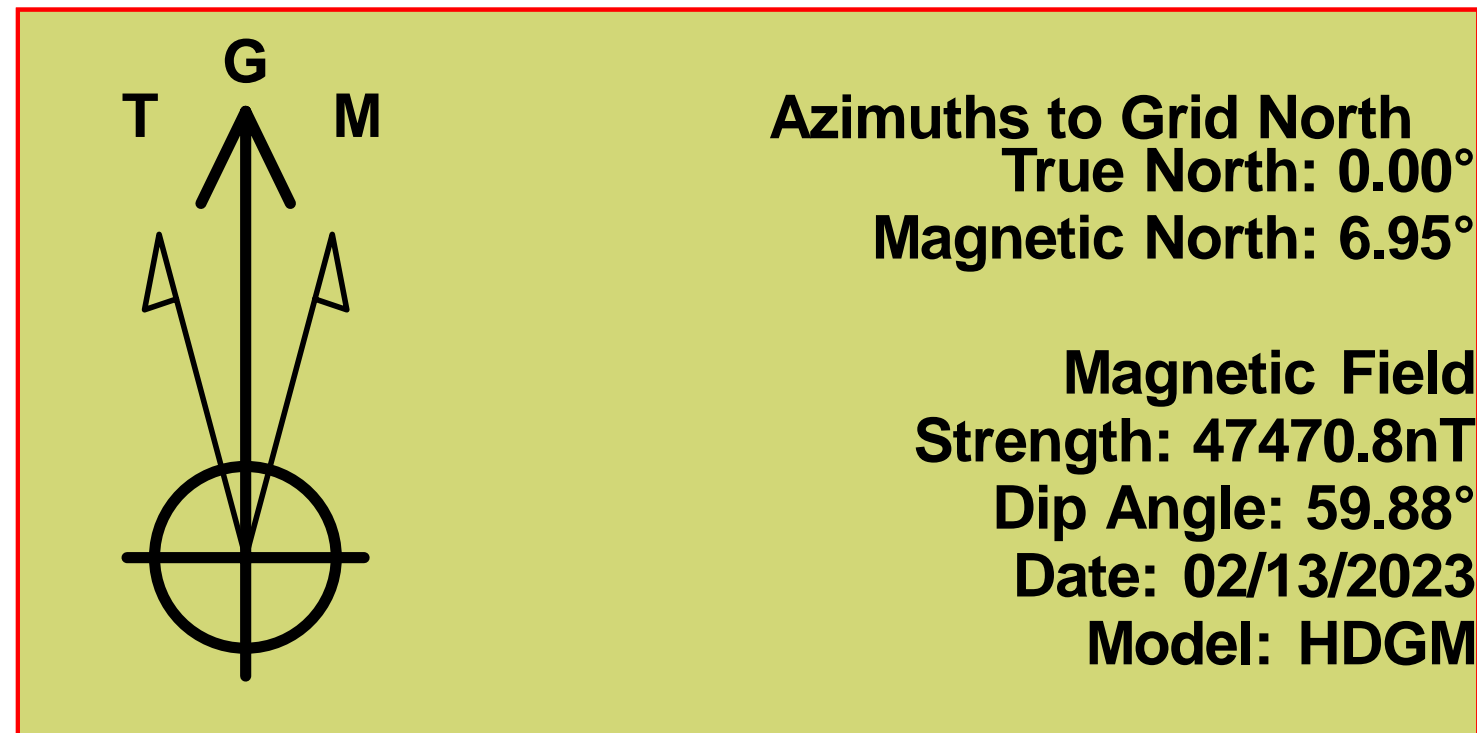 G
T M
Azimuths to Grid North
True North: 0.00°
Magnetic North: 6.95°
Magnetic Field
Strength: 47470.8nT
Dip Angle: 59.88°
Date: 02/13/2023
Model: HDGM